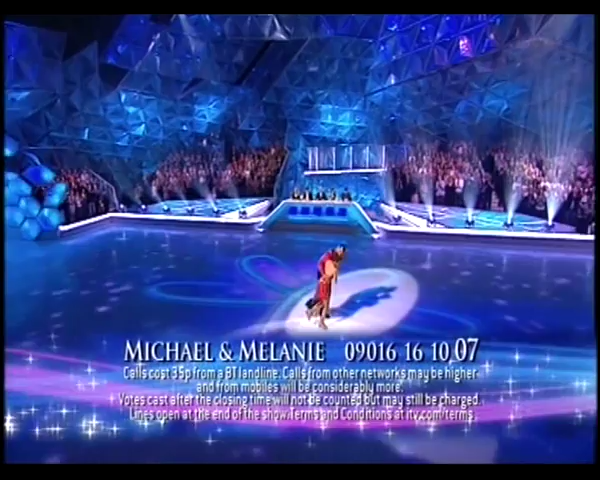 MICHAEL & MELANIE 09016 16 10 07
Calls cost 35p from a BT landline. Calls from other networks may be higher
and from mobiles will be considerably more.
Votes cast after the closing time will not be counted but may still be charged.
Lines open at the end of the show. Terms and Conditions at itv.com/terms.